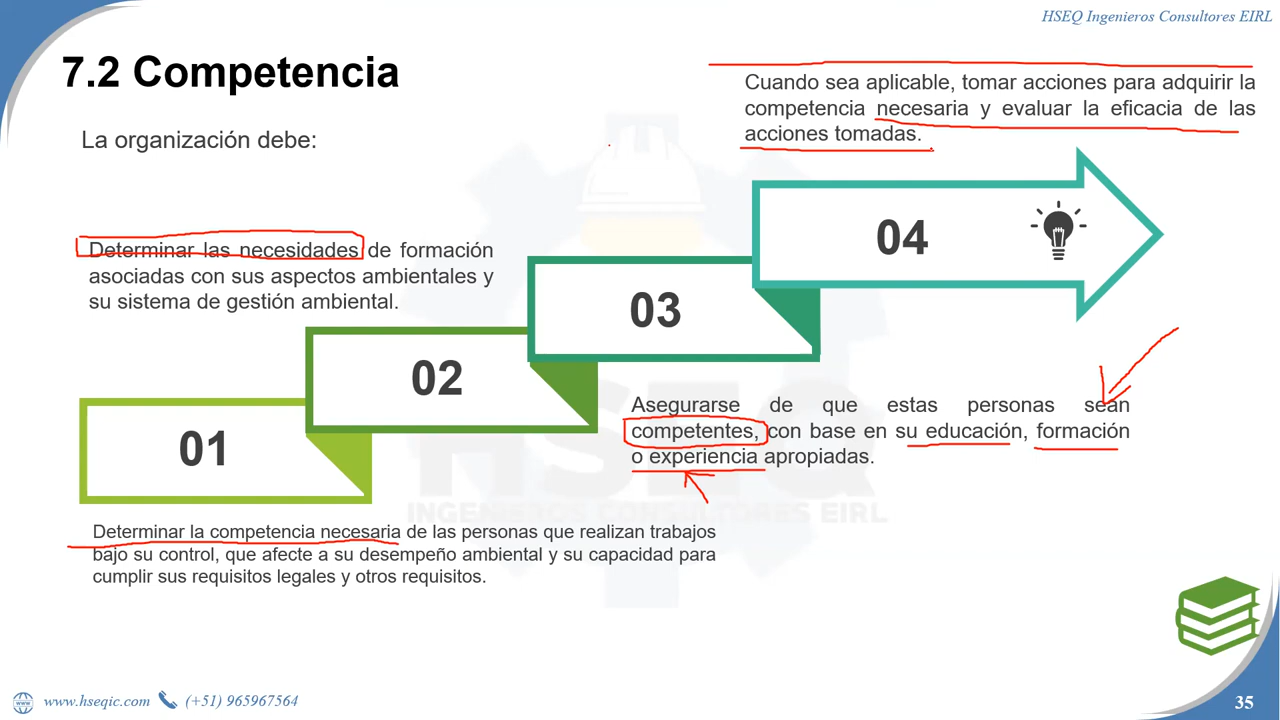 HSEQ Ingenieros Consultores EIRL
7.2 Competencia
La organización debe:
Cuando sea aplicable, tomar acciones para adquirir la
competencia necesaria y evaluar la eficacia de las
acciones tomadas.
Determinar las necesidades de formación
asociadas con sus aspectos ambientales y
su sistema de gestión ambiental.
04
03
02
01
Asegurarse de que estas personas sean
competentes, con base en su educación, formación
o experiencia apropiadas.
HSEQ
INGENIEROS CONSULTORES EIRL
Determinar la competencia necesaria de las personas que realizan trabajos
bajo su control, que afecte a su desempeño ambiental y su capacidad para
cumplir sus requisitos legales y otros requisitos.
www.hseqic.com (+51) 965967564
35